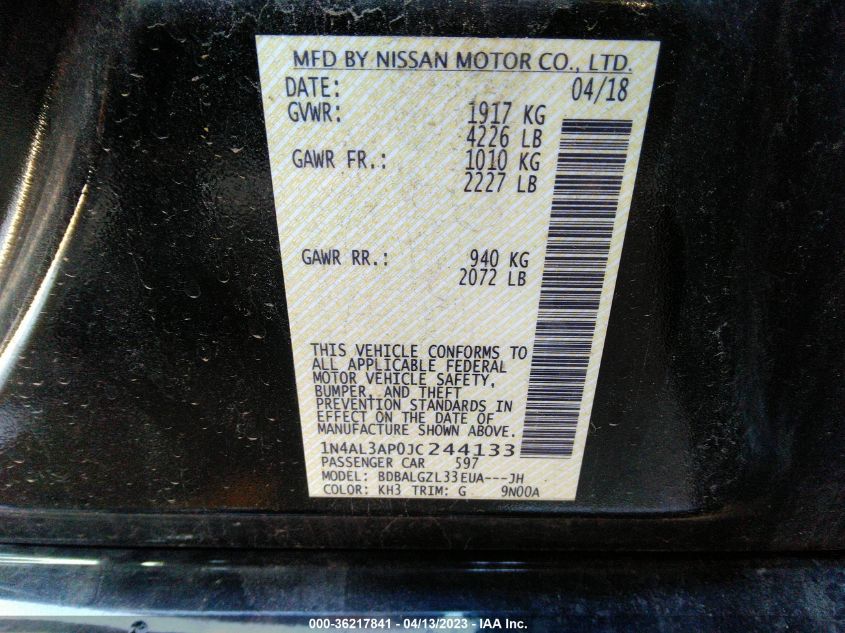 MFD BY NISSAN MOTOR CO., LTD.
DATE: 04/18
GVWR: 1917 KG
4226 LB
GAWR FR.: 1010 KG
2227 LB
GAWR RR.: 940 KG
2072 LB
THIS VEHICLE CONFORMS TO
ALL APPLICABLE FEDERAL
MOTOR VEHICLE SAFETY,
BUMPER, AND THEFT
PREVENTION STANDARDS IN
EFFECT ON THE DATE OF
MANUFACTURE SHOWN ABOVE.
1N4AL3AP0JC244133
PASSENGER CAR 597
MODEL: BDBALGZL33EUA---JH
COLOR: KH3 TRIM: G 9N00A
000-36217841 — 04/13/2023 - IAA Inc.